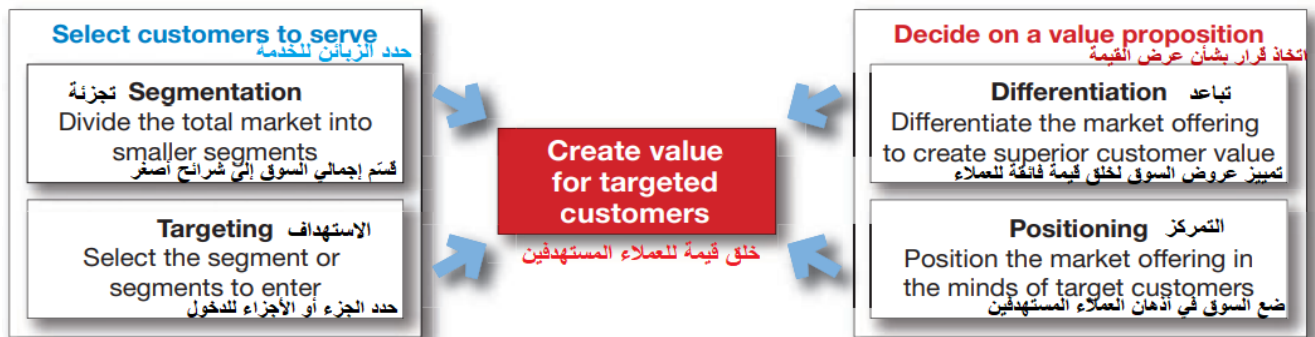 Select customers to serve
حدد الزبائن للخدمة
Segmentation تجزئة
Divide the total market into
smaller segments
قسّم إجمالي السوق إلى شرائح أصغر
Targeting الاستهداف
Select the segment or
segments to enter
حدد الجزء أو الأجزاء للدخول
Create value
for targeted
customers
خلق قيمة للعملاء المستهدفين
Decide on a value proposition
اتخاذ قرار بشأن عرض القيمة
Differentiation تباعد
Differentiate the market offering
to create superior customer value
تمييز عروض السوق لخلق قيمة فائقة للعملاء
Positioning التمركز
Position the market offering in
the minds of target customers
ضع السوق في أذهان العملاء المستهدفين